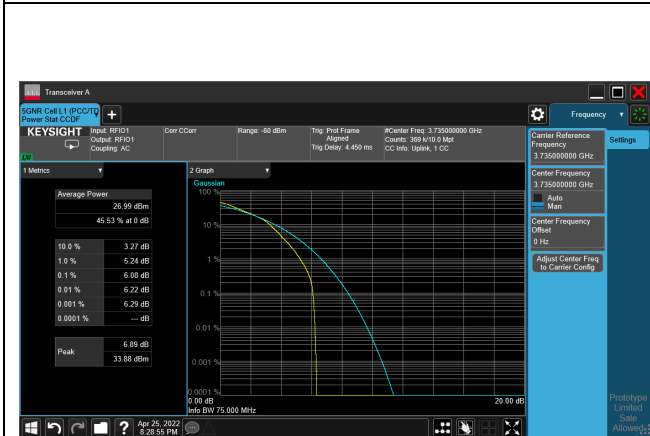 Transceiver A
5GNR Cell L1 (PCC/TD
Power Stat CCDF
Frequency
KEYSIGHT
LV
Input: RFIO1
Output: RFIO1
Coupling: AC
Corr CCorr
Range: -60 dBm
Trig: Prot Frame
Aligned
Trig Delay: 4.450 ms
#Center Freq: 3.735000000 GHz
Counts: 369 k/10.0 Mpt
CC Info: Uplink, 1 CC
1 Metrics
Average Power
26.99 dBm
45.53 % at 0 dB
10.0 % 3.27 dB
1.0 % 5.24 dB
0.1 % 6.08 dB
0.01 % 6.22 dB
0.001 % 6.29 dB
0.0001 % --- dB
Peak
6.89 dB
33.88 dBm
2 Graph
Gaussian
100 %
10 %
1 %
0.1 %
0.01 %
0.001 %
0.0001 %
0.00 dB 20.00 dB
Info BW 75.000 MHz
Carrier Reference
Frequency
3.735000000 GHz
Center Frequency
3.735000000 GHz
Auto
Man
Center Frequency
Offset
0 Hz
Adjust Center Freq
to Carrier Config
Settings
Prototype
Limited
Sale
Allowed
?
Apr 25, 2022
8:28:55 PM